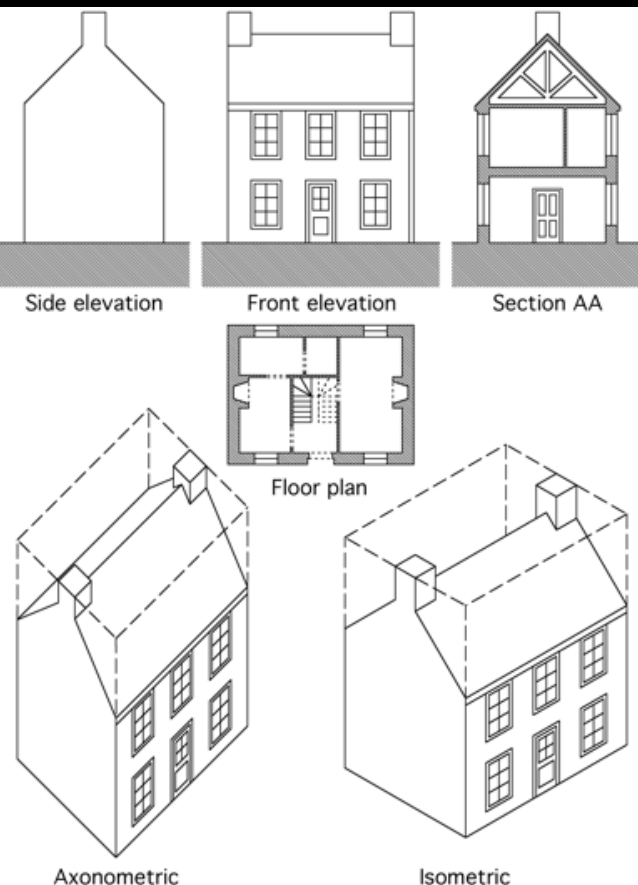 Side elevation
Front elevation
Section AA
Floor plan
Axonometric
Isometric